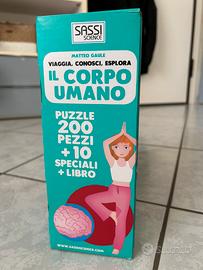 SASSI
SCIENCE
MATTEO GAULE
VIAGGIA, CONOSCI, ESPLORA
IL CORPO
UMANO
PUZZLE
200
PEZZI
+ 10
SPECIALI
+ LIBRO
WWW.SASSISCIENCE.COM
Subito